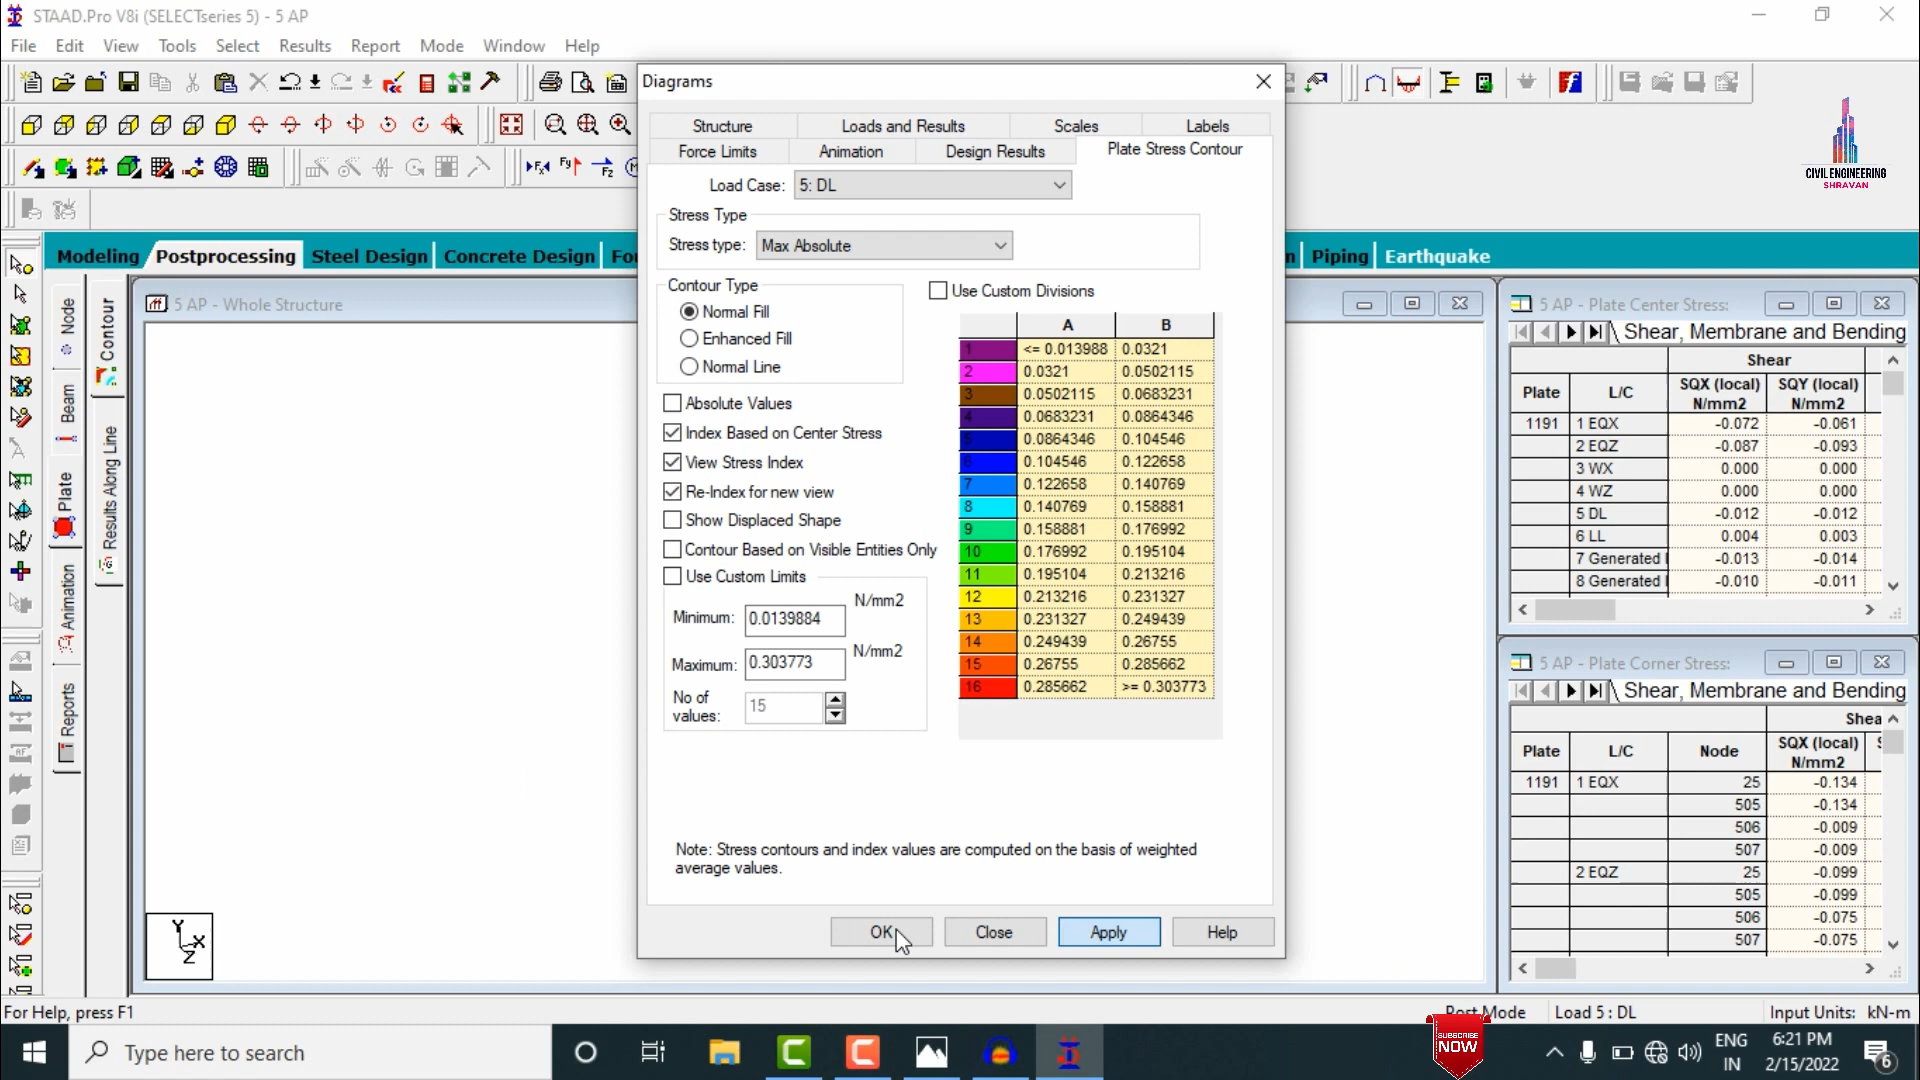 STAAD.Pro V8i (SELECTseries 5) - 5 AP
File Edit View Tools Select Results Report Mode Window Help
CIVIL ENGINEERING
SHRAVAN
Modeling Postprocessing Steel Design Concrete Design Piping Earthquake
Node
Beam
Plate
Animation
Reports
Contour
Results Along Line
5 AP - Whole Structure
Diagrams
Structure Loads and Results Scales Labels
Force Limits Animation Design Results Plate Stress Contour
Load Case: 5: DL
Stress Type
Stress type: Max Absolute
Contour Type
Normal Fill
Enhanced Fill
Normal Line
Absolute Values
Index Based on Center Stress
View Stress Index
Re-Index for new view
Show Displaced Shape
Contour Based on Visible Entities Only
Use Custom Limits
Minimum: 0.0139884 N/mm2
Maximum: 0.303773 N/mm2
No of values: 15
Use Custom Divisions
A B
1 <= 0.013988 0.0321
2 0.0321 0.0502115
3 0.0502115 0.0683231
4 0.0683231 0.0864346
5 0.0864346 0.104546
6 0.104546 0.122658
7 0.122658 0.140769
8 0.140769 0.158881
9 0.158881 0.176992
10 0.176992 0.195104
11 0.195104 0.213216
12 0.213216 0.231327
13 0.231327 0.249439
14 0.249439 0.26755
15 0.26755 0.285662
16 0.285662 >= 0.303773
Note: Stress contours and index values are computed on the basis of weighted
average values.
OK Close Apply Help
5 AP - Plate Center Stress:
Shear, Membrane and Bending
Shear
Plate L/C SQX (local) N/mm2 SQY (local) N/mm2
1191 1 EQX -0.072 -0.061
2 EQZ -0.087 -0.093
3 WX 0.000 0.000
4 WZ 0.000 0.000
5 DL -0.012 -0.012
6 LL 0.004 0.003
7 Generated -0.013 -0.014
8 Generated -0.010 -0.011
5 AP - Plate Corner Stress:
Shear, Membrane and Bending
Shea
Plate L/C Node SQX (local) N/mm2
1191 1 EQX 25 -0.134
505 -0.134
506 -0.009
507 -0.009
2 EQZ 25 -0.099
505 -0.099
506 -0.075
507 -0.075
Y
X
Z
For Help, press F1
Post Mode Load 5 : DL Input Units: kN-m
Type here to search
SUBSCRIBE
NOW
ENG
IN
6:21 PM
2/15/2022
6